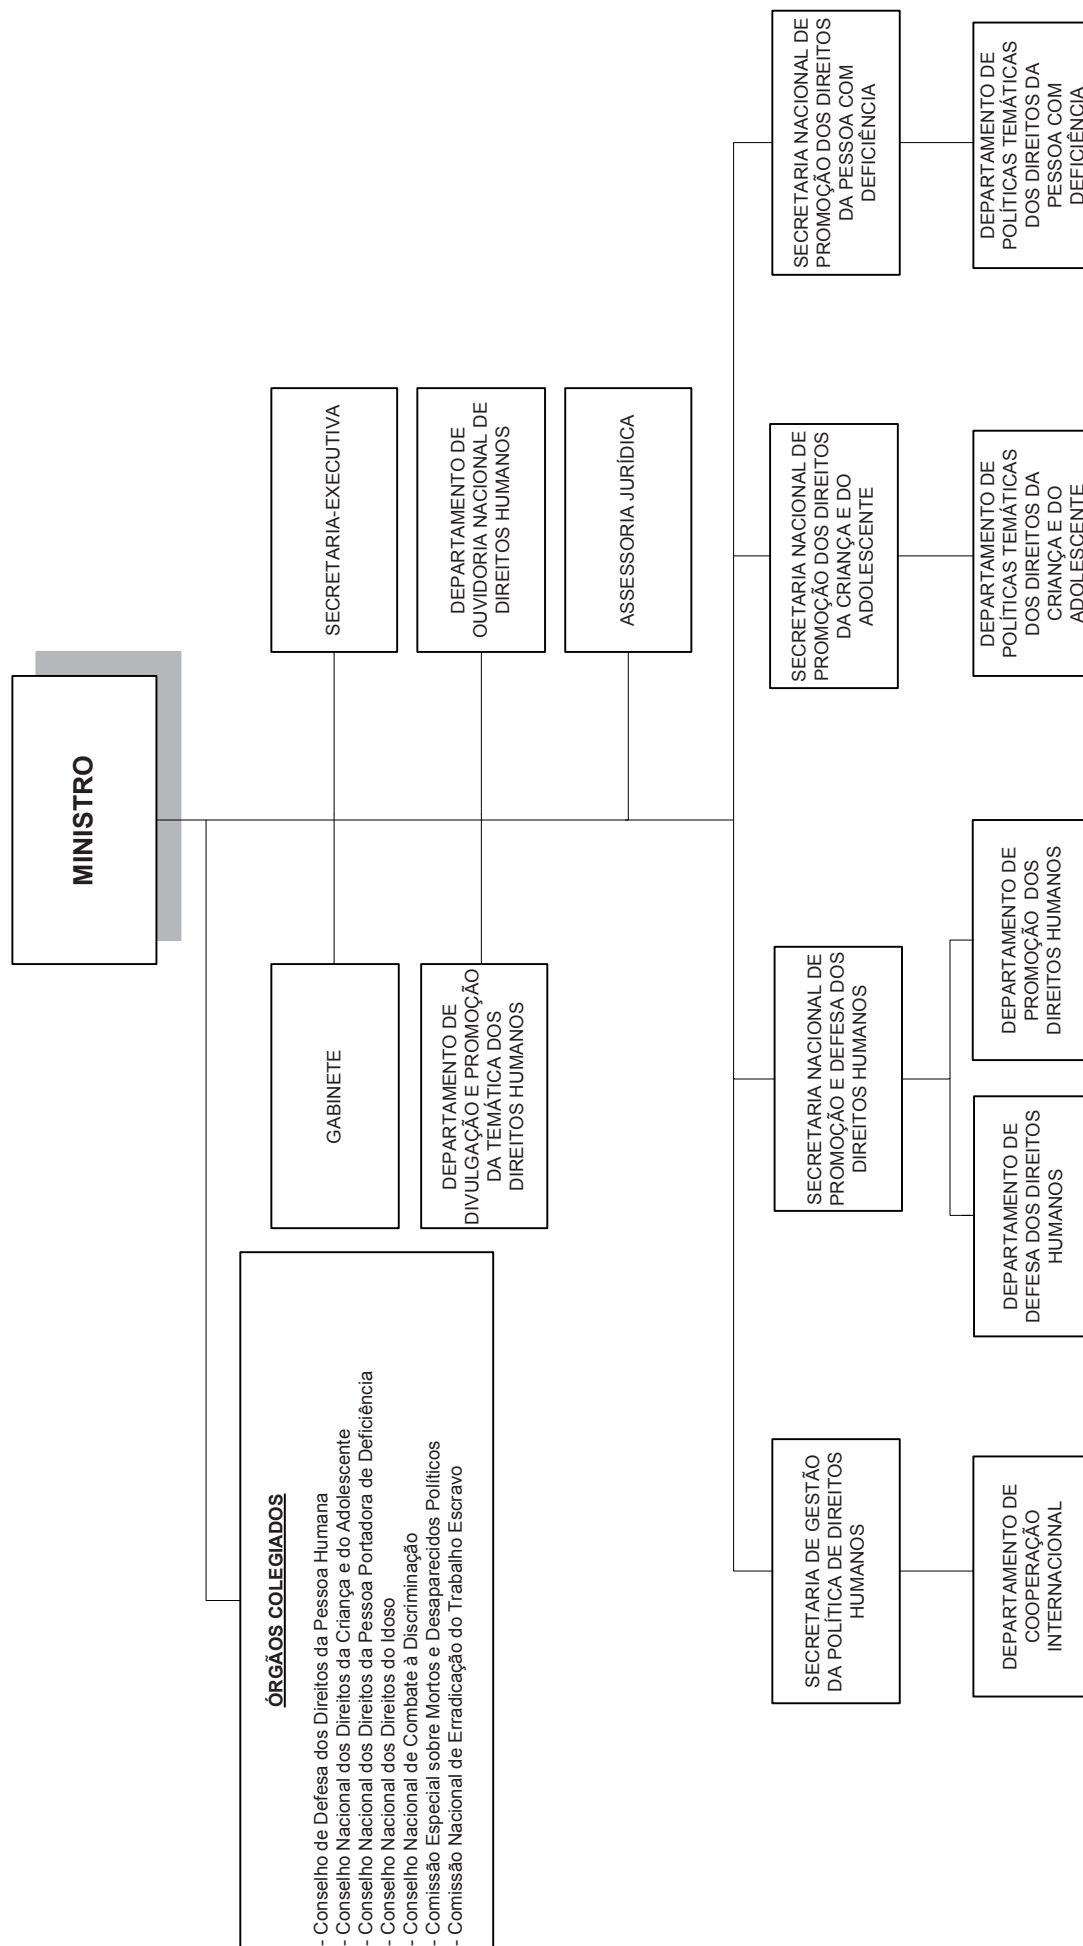 MINISTRO
ÓRGÃOS COLEGIADOS
- Conselho de Defesa dos Direitos da Pessoa Humana
- Conselho Nacional dos Direitos da Criança e do Adolescente
- Conselho Nacional dos Direitos da Pessoa Portadora de Deficiência
- Conselho Nacional dos Direitos do Idoso
- Conselho Nacional de Combate à Discriminação
- Comissão Especial sobre Mortos e Desaparecidos Políticos
- Comissão Nacional de Erradicação do Trabalho Escravo
GABINETE
SECRETARIA-EXECUTIVA
DEPARTAMENTO DE
DIVULGAÇÃO E PROMOÇÃO
DA TEMÁTICA DOS
DIREITOS HUMANOS
DEPARTAMENTO DE
OUVIDORIA NACIONAL DE
DIREITOS HUMANOS
ASSESSORIA JURÍDICA
SECRETARIA DE GESTÃO
DA POLÍTICA DE DIREITOS
HUMANOS
SECRETARIA NACIONAL DE
PROMOÇÃO E DEFESA DOS
DIREITOS HUMANOS
SECRETARIA NACIONAL DE
PROMOÇÃO DOS DIREITOS
DA CRIANÇA E DO
ADOLESCENTE
SECRETARIA NACIONAL DE
PROMOÇÃO DOS DIREITOS
DA PESSOA COM
DEFICIÊNCIA
DEPARTAMENTO DE
COOPERAÇÃO
INTERNACIONAL
DEPARTAMENTO DE
DEFESA DOS DIREITOS
HUMANOS
DEPARTAMENTO DE
PROMOÇÃO DOS
DIREITOS HUMANOS
DEPARTAMENTO DE
POLÍTICAS TEMÁTICAS
DOS DIREITOS DA
CRIANÇA E DO
ADOLESCENTE
DEPARTAMENTO DE
POLÍTICAS TEMÁTICAS
DOS DIREITOS DA
PESSOA COM
DEFICIÊNCIA